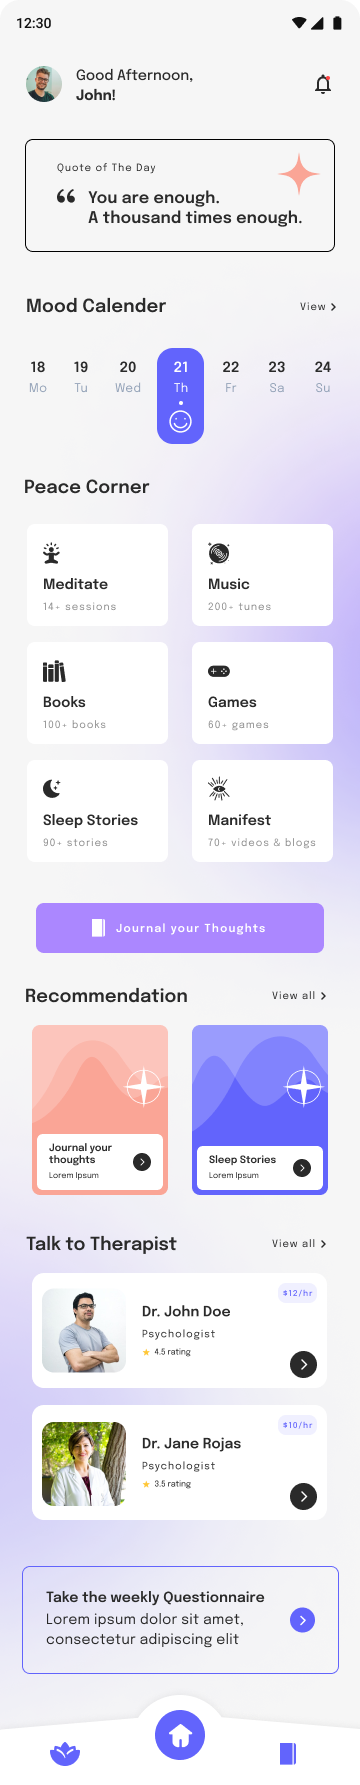 12:30
Good Afternoon,
John!
Quote of The Day
“ You are enough.
A thousand times enough.
Mood Calender
View
18 19 20 21 22 23 24
Mo Tu Wed Th Fr Sa Su
Peace Corner
Meditate
14+ sessions
Music
200+ tunes
Books
100+ books
Games
60+ games
Sleep Stories
90+ stories
Manifest
70+ videos & blogs
Journal your Thoughts
Recommendation
View all
Journal your
thoughts
Lorem Ipsum
Sleep Stories
Lorem Ipsum
Talk to Therapist
View all
$12/hr
Dr. John Doe
Psychologist
4.5 rating
$10/hr
Dr. Jane Rojas
Psychologist
3.5 rating
Take the weekly Questionnaire
Lorem ipsum dolor sit amet,
consectetur adipiscing elit